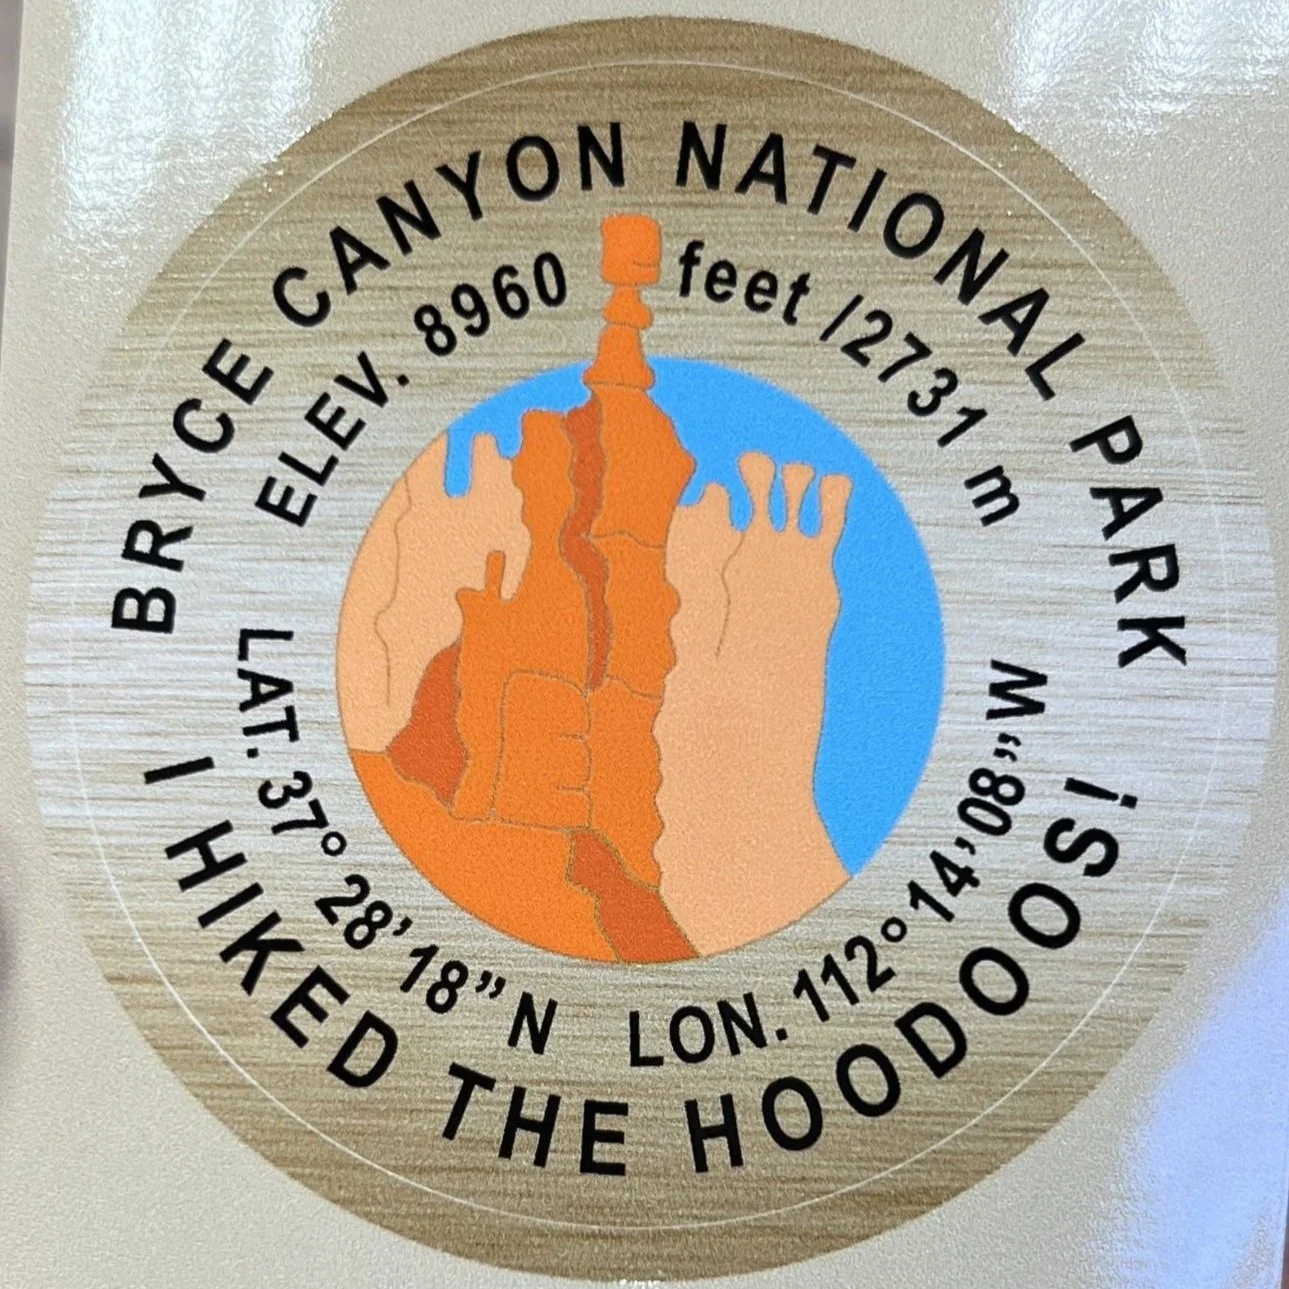 BRYCE CANYON NATIONAL PARK
ELEV. 8960 feet /2731 m
LAT. 37° 28’ 18” N LON. 112° 14’ 08” W
I HIKED THE HOODOOS!